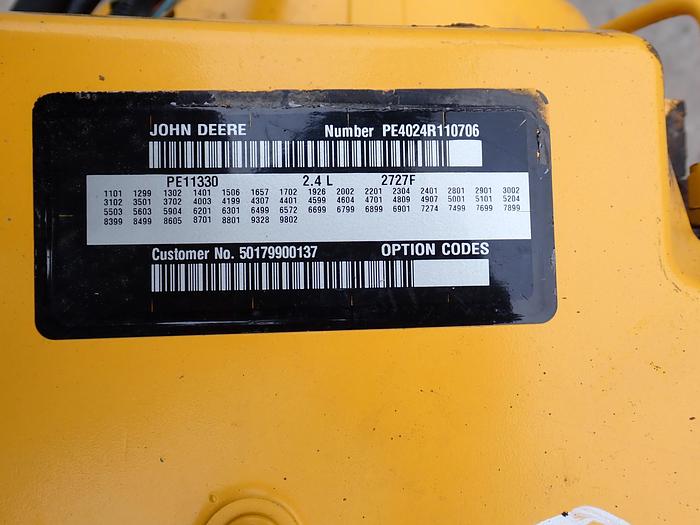 JOHN DEERE Number PE4024R110706
PE11330 2.4 L 2727F
1101 1299 1302 1401 1506 1657 1702 1926 2002 2201 2304 2401 2801 2901 3002
3102 3501 3702 4003 4199 4307 4401 4599 4604 4701 4809 4907 5001 5101 5204
5503 5603 5904 6201 6301 6499 6572 6699 6799 6899 6901 7274 7499 7699 7899
8399 8499 8605 8701 8801 9328 9802
Customer No. 50179900137 OPTION CODES